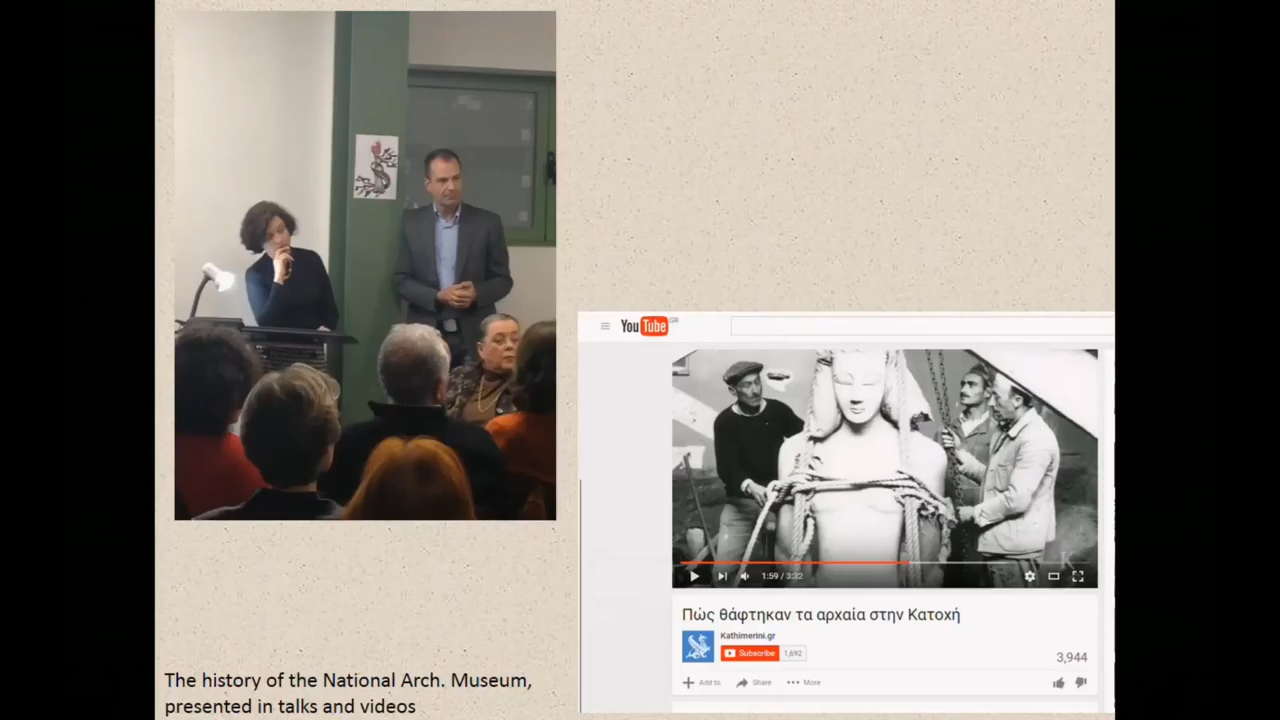 YouTube GR
1:59 / 3:32
Πώς θάφτηκαν τα αρχαία στην Κατοχή
Kathimerini.gr
Subscribe 1,692
3,944
Add to Share More
The history of the National Arch. Museum,
presented in talks and videos